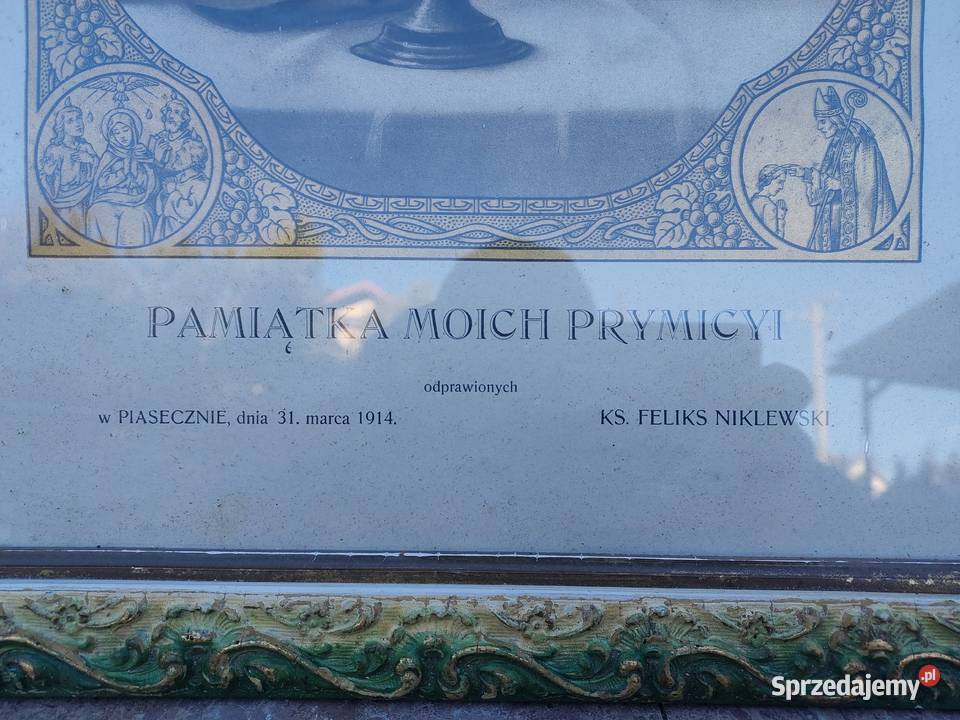 PAMIĄTKA MOICH PRYMICYI
odprawionych
w PIASECZNIE, dnia 31. marca 1914. KS. FELIKS NIKLEWSKI.
Sprzedajemy.pl